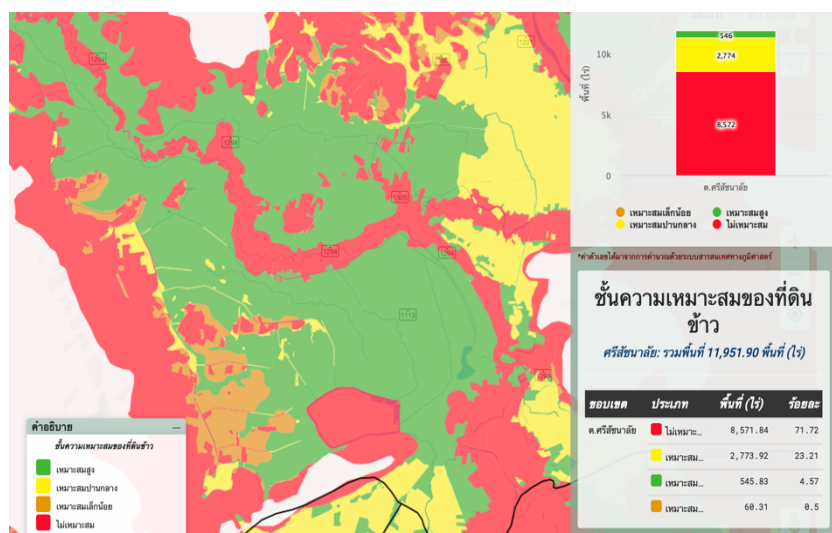 1294
1201
1294
1305
1294
1294
1113
คำอธิบาย
ชั้นความเหมาะสมของที่ดินข้าว
เหมาะสมสูง
เหมาะสมปานกลาง
เหมาะสมเล็กน้อย
ไม่เหมาะสม
พื้นที่ (ไร่)
10k
5k
0
546
2,774
8,572
ต.ศรีสัชนาลัย
เหมาะสมเล็กน้อย
เหมาะสมสูง
เหมาะสมปานกลาง
ไม่เหมาะสม
*ค่าตัวเลขได้มาจากการคำนวณด้วยระบบสารสนเทศทางภูมิศาสตร์
ชั้นความเหมาะสมของที่ดิน
ข้าว
ศรีสัชนาลัย: รวมพื้นที่ 11,951.90 พื้นที่ (ไร่)
ขอบเขต ประเภท พื้นที่ (ไร่) ร้อยละ
ต.ศรีสัชนาลัย ไม่เหมาะ... 8,571.84 71.72
เหมาะสม... 2,773.92 23.21
เหมาะสม... 545.83 4.57
เหมาะสม... 60.31 0.5